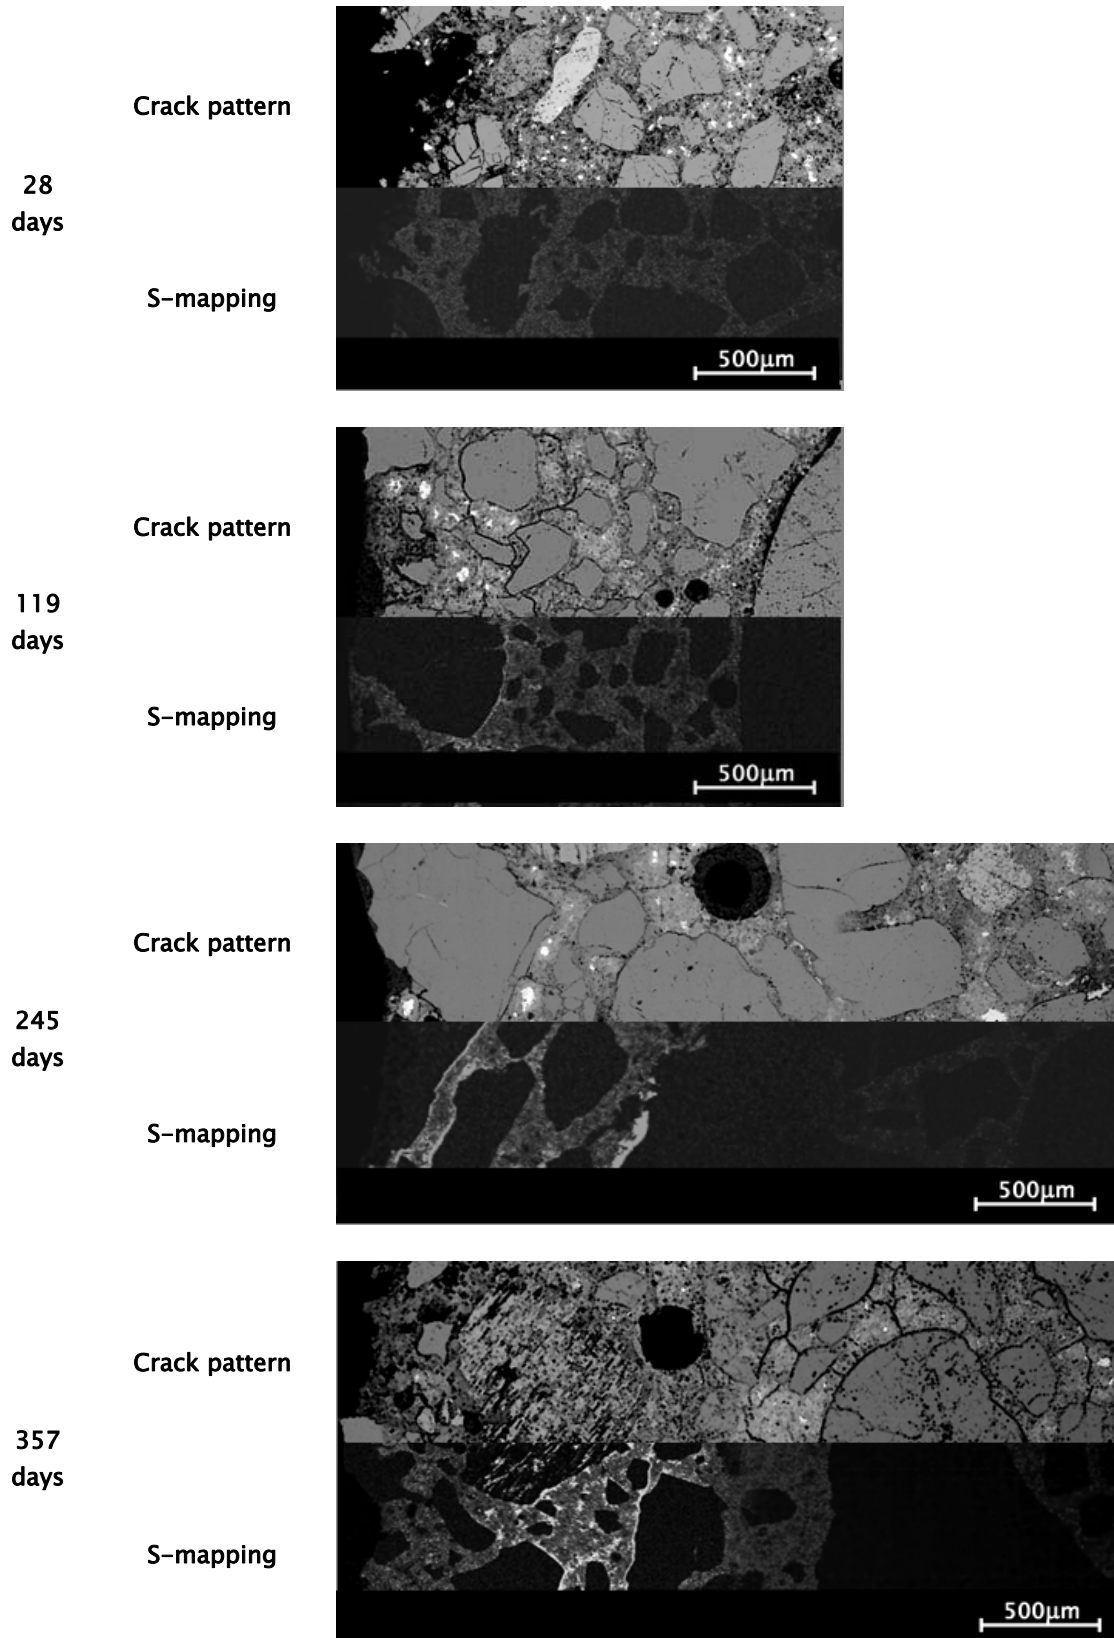 Crack pattern
28
days
S-mapping
500µm
Crack pattern
119
days
S-mapping
500µm
Crack pattern
245
days
S-mapping
500µm
Crack pattern
357
days
S-mapping
500µm